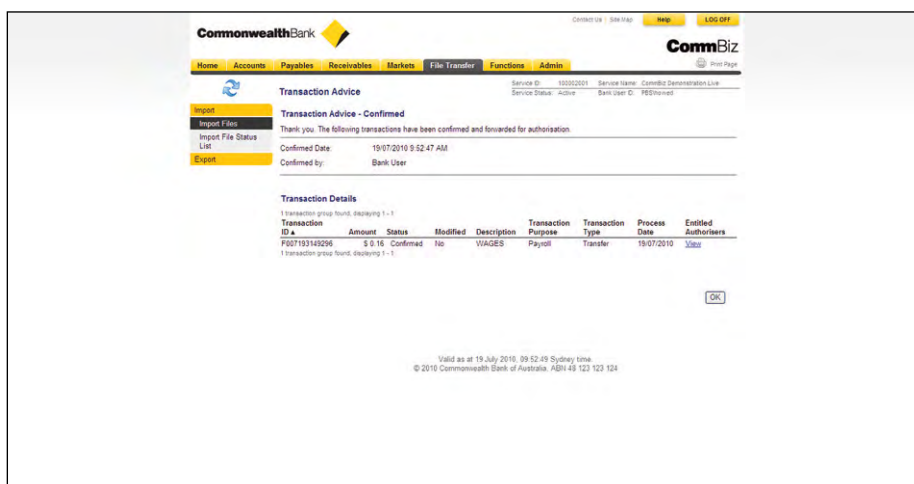 Contact Us | Site Map Help LOG OFF
CommonwealthBank
CommBiz
Home Accounts Payables Receivables Markets File Transfer Functions Admin Print Page
Service ID: 100002001 Service Name: CommBiz Demonstration Live
Transaction Advice
Service Status: Active Bank User ID:
Import
Transaction Advice - Confirmed
Import Files
Thank you. The following transactions have been confirmed and forwarded for authorisation.
Import File Status
List
Confirmed Date: 19/07/2010 9:52:47 AM
Export
Confirmed by: Bank User
Transaction Details
1 transaction group found, displaying 1 - 1
Transaction ID ▲ Amount Status Modified Description Transaction Purpose Transaction Type Process Date Entitled Authorisers
F007193149296 $ 0.16 Confirmed No WAGES Payroll Transfer 19/07/2010 View
1 transaction group found, displaying 1 - 1
OK
Valid as at 19 July 2010, 09:52:49 Sydney time.
© 2010 Commonwealth Bank of Australia. ABN 48 123 123 124